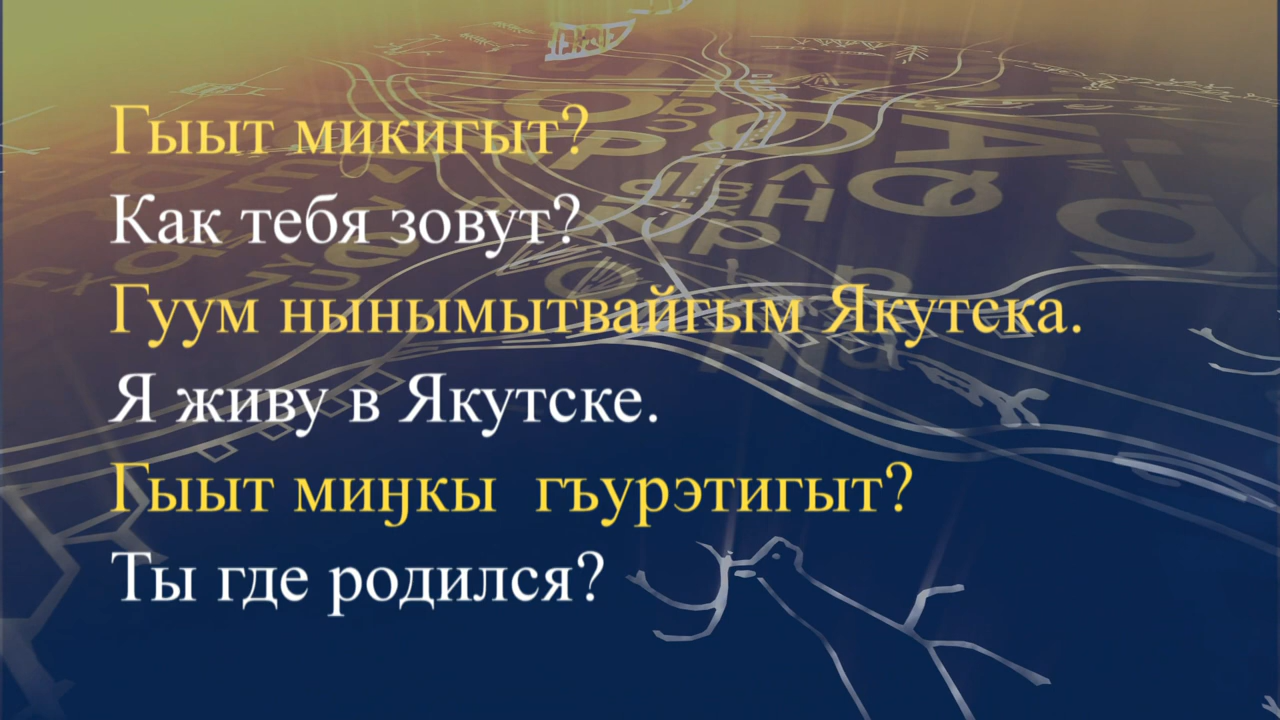 Гыыт микигыт?
Как тебя зовут?
Гуум нынымытвайгым Якутска.
Я живу в Якутске.
Гыыт миӈкы гъурэтигыт?
Ты где родился?